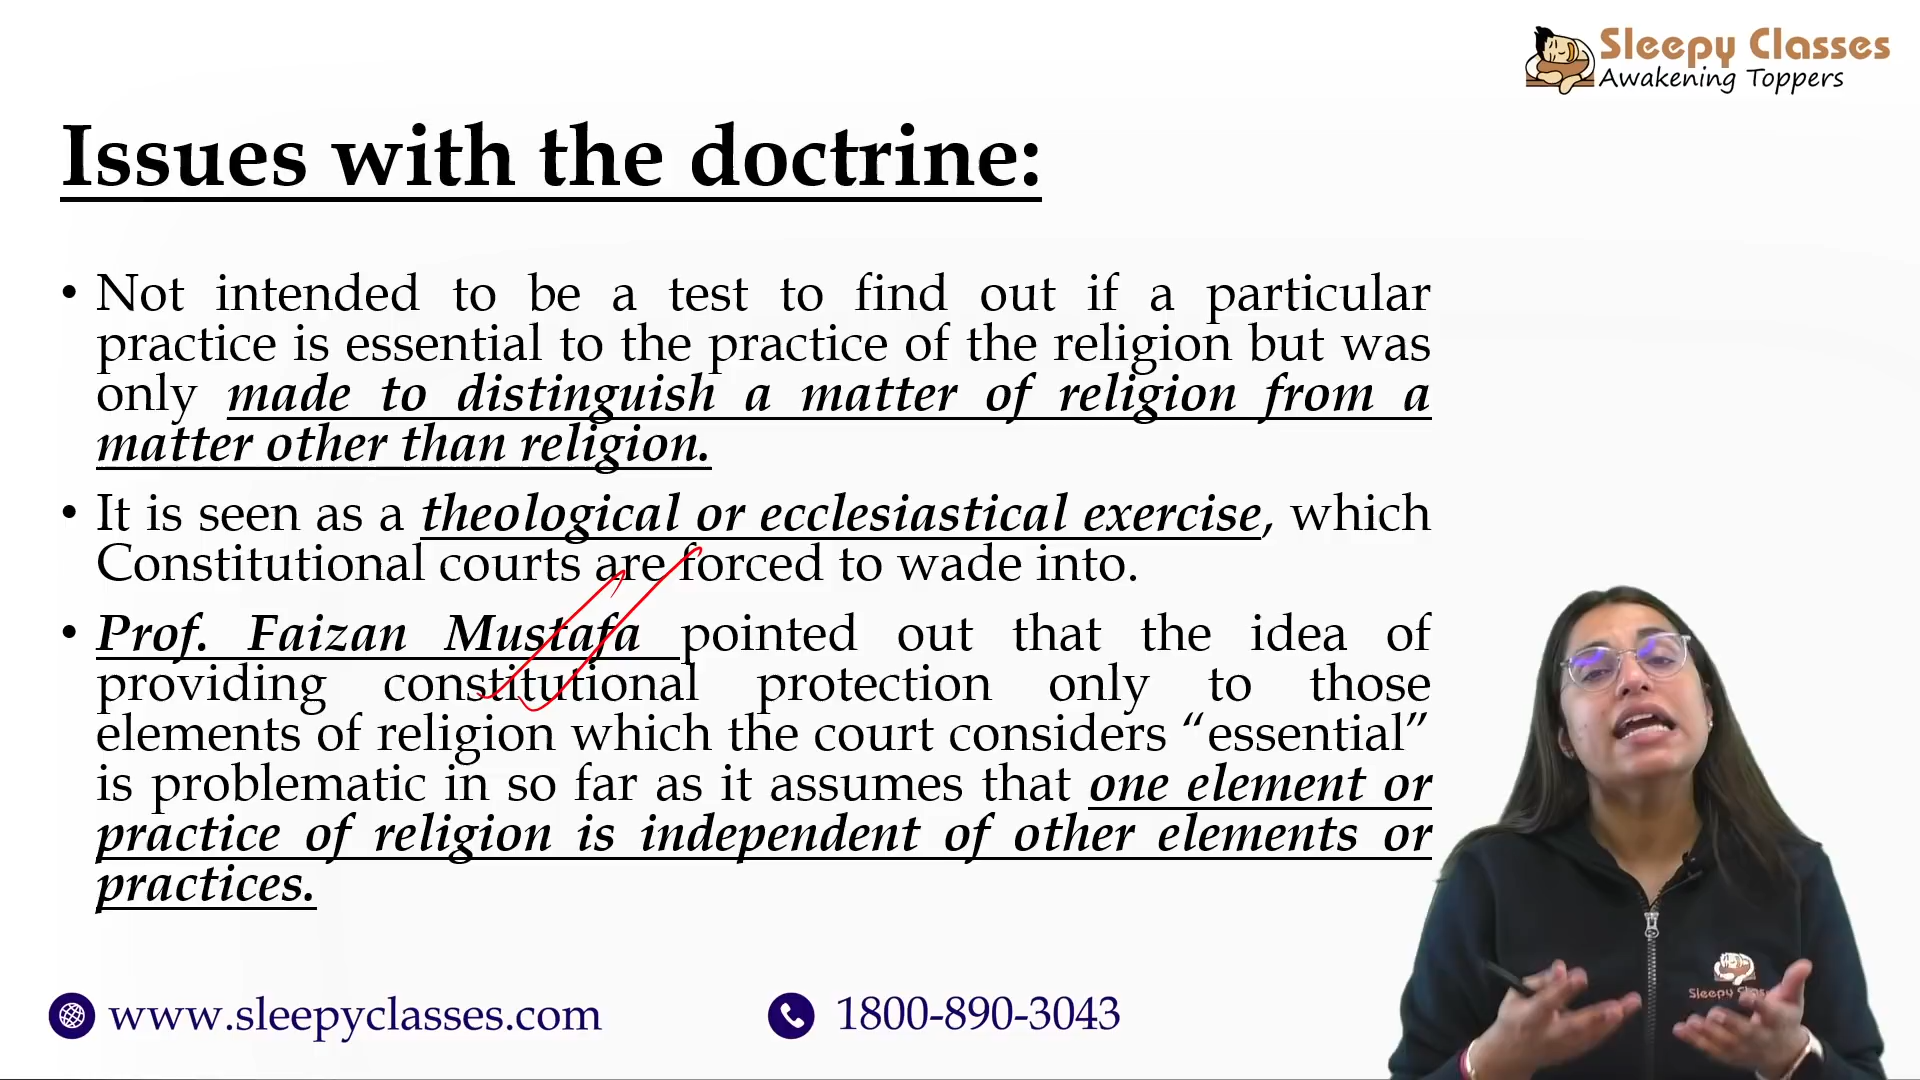 Sleepy Classes
Awakening Toppers
Issues with the doctrine:
• Not intended to be a test to find out if a particular
practice is essential to the practice of the religion but was
only made to distinguish a matter of religion from a
matter other than religion.
• It is seen as a theological or ecclesiastical exercise, which
Constitutional courts are forced to wade into.
• Prof. Faizan Mustafa pointed out that the idea of
providing constitutional protection only to those
elements of religion which the court considers “essential”
is problematic in so far as it assumes that one element or
practice of religion is independent of other elements or
practices.
Sleepy
www.sleepyclasses.com
1800-890-3043